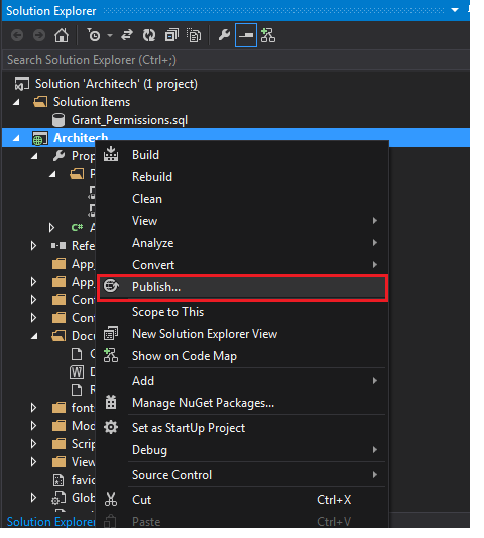 Solution Explorer
Search Solution Explorer (Ctrl+;)
Solution 'Architech' (1 project)
Solution Items
Grant_Permissions.sql
Architech
Build
Prop
Rebuild
P
Clean
View
C# A
Analyze
Refe
Convert
App_
App_
Publish...
Con
Scope to This
Con
New Solution Explorer View
Docu
Show on Code Map
Add
R
Manage NuGet Packages...
font
Set as StartUp Project
Mod
Debug
Scrip
View
Source Control
favic
Cut Ctrl+X
Glob
Solution Explorer
Paste Ctrl+V